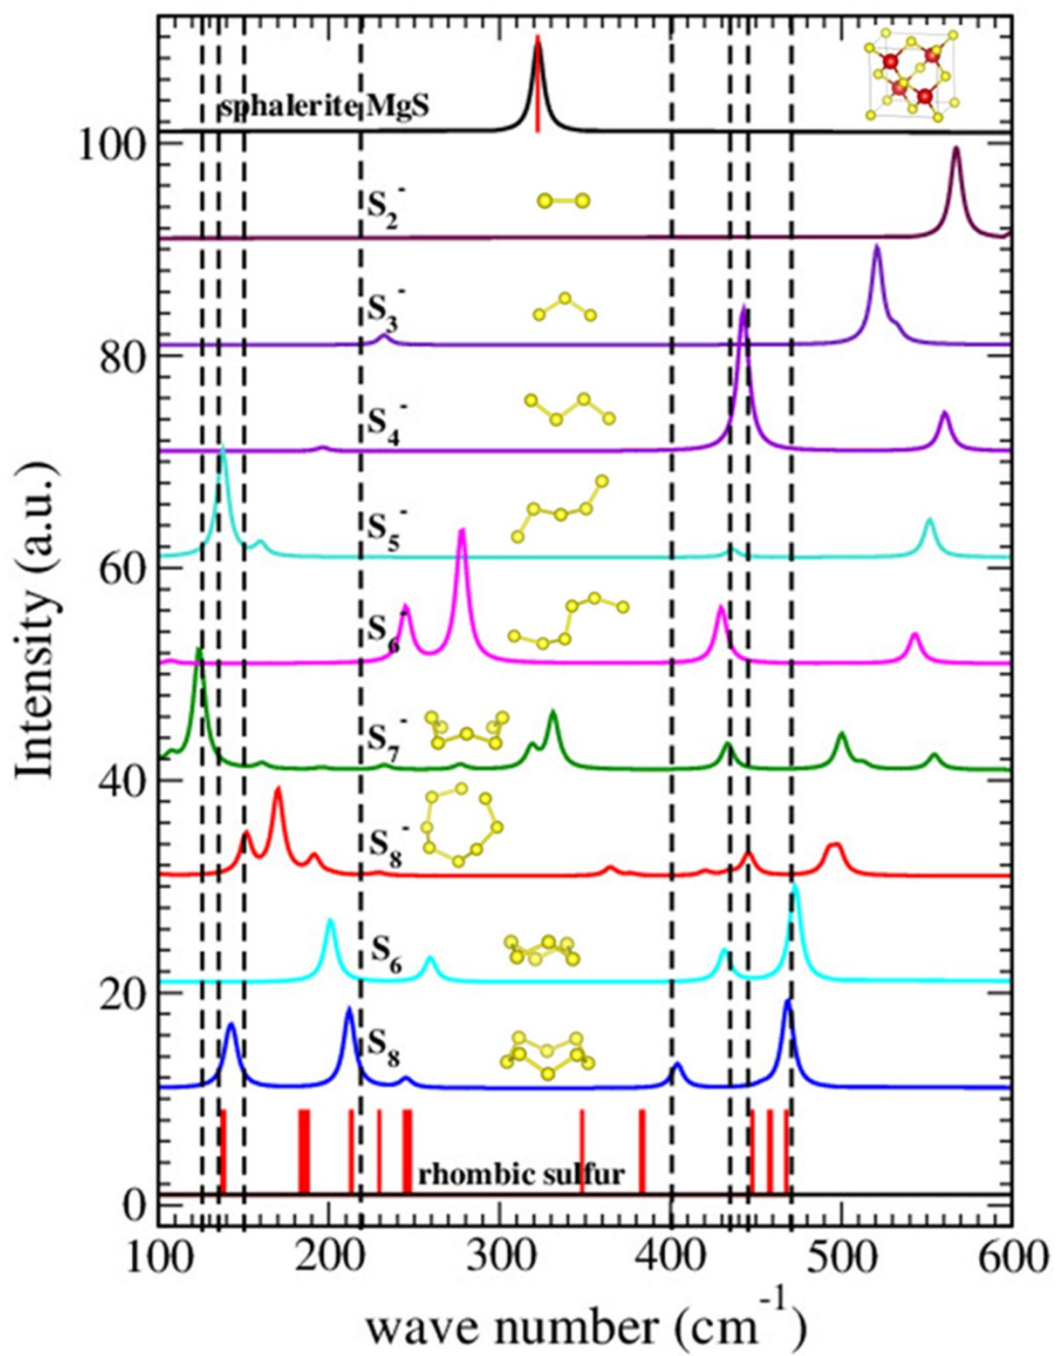 sphalerite MgS
100
S2-
S3-
80
S4-
S5-
60
S6-
S7-
40
S8-
S6
20
S8
rhombic sulfur
0
100 200 300 400 500 600
wave number (cm-1)
Intensity (a.u.)